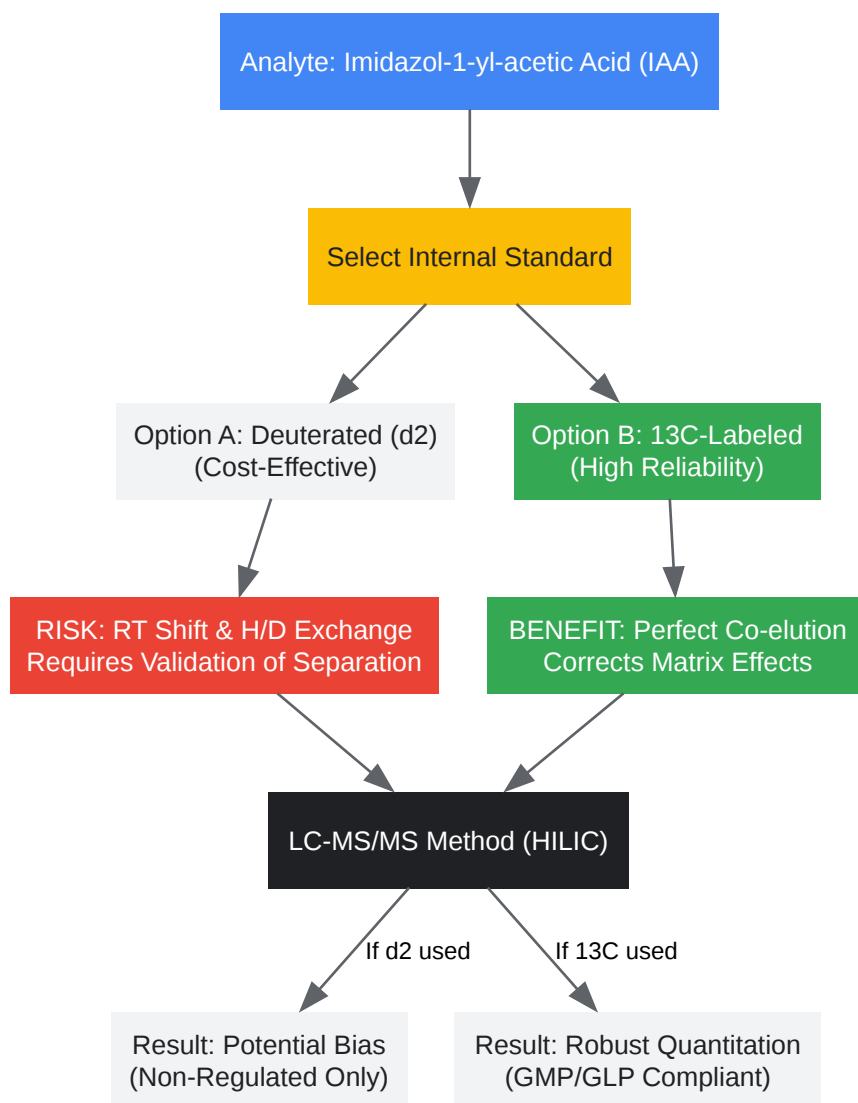 Analyte: Imidazol-1-yl-acetic Acid (IAA)
Select Internal Standard
Option A: Deuterated (d2)
(Cost-Effective)
Option B: 13C-Labeled
(High Reliability)
RISK: RT Shift & H/D Exchange
Requires Validation of Separation
BENEFIT: Perfect Co-elution
Corrects Matrix Effects
LC-MS/MS Method (HILIC)
If d2 used
If 13C used
Result: Potential Bias
(Non-Regulated Only)
Result: Robust Quantitation
(GMP/GLP Compliant)